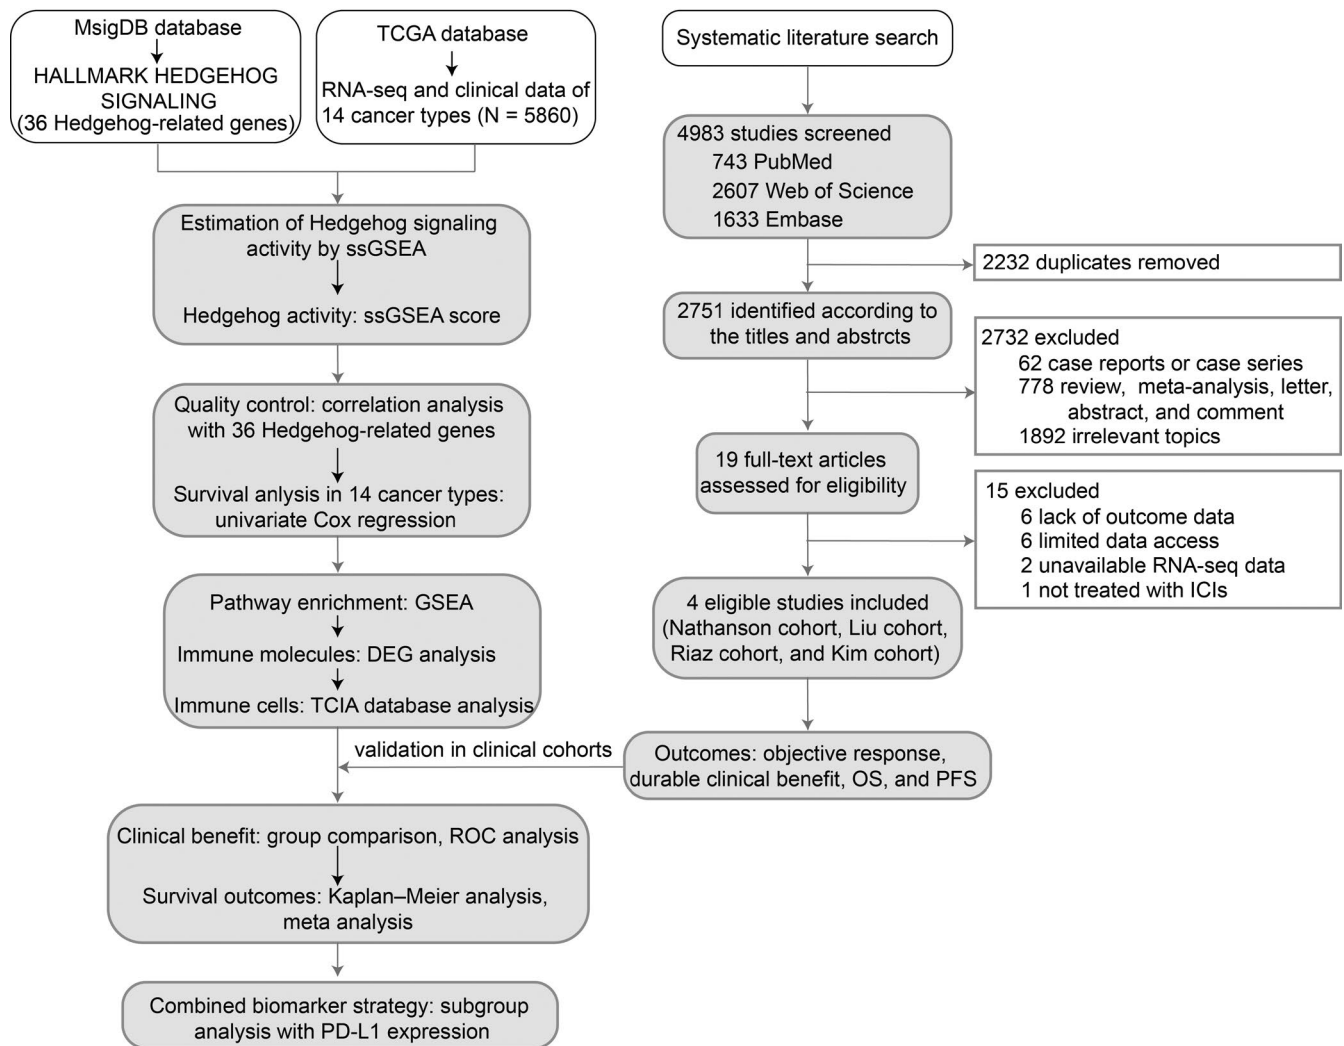 MsigDB database
HALLMARK HEDGEHOG
SIGNALING
(36 Hedgehog-related genes)
TCGA database
RNA-seq and clinical data of
14 cancer types (N = 5860)
Estimation of Hedgehog signaling
activity by ssGSEA
Hedgehog activity: ssGSEA score
Quality control: correlation analysis
with 36 Hedgehog-related genes
Survival anlysis in 14 cancer types:
univariate Cox regression
Pathway enrichment: GSEA
Immune molecules: DEG analysis
Immune cells: TCIA database analysis
validation in clinical cohorts
Clinical benefit: group comparison, ROC analysis
Survival outcomes: Kaplan–Meier analysis,
meta analysis
Combined biomarker strategy: subgroup
analysis with PD-L1 expression
Systematic literature search
4983 studies screened
743 PubMed
2607 Web of Science
1633 Embase
2232 duplicates removed
2751 identified according to
the titles and abstrcts
2732 excluded
62 case reports or case series
778 review, meta-analysis, letter,
abstract, and comment
1892 irrelevant topics
19 full-text articles
assessed for eligibility
15 excluded
6 lack of outcome data
6 limited data access
2 unavailable RNA-seq data
1 not treated with ICIs
4 eligible studies included
(Nathanson cohort, Liu cohort,
Riaz cohort, and Kim cohort)
Outcomes: objective response,
durable clinical benefit, OS, and PFS